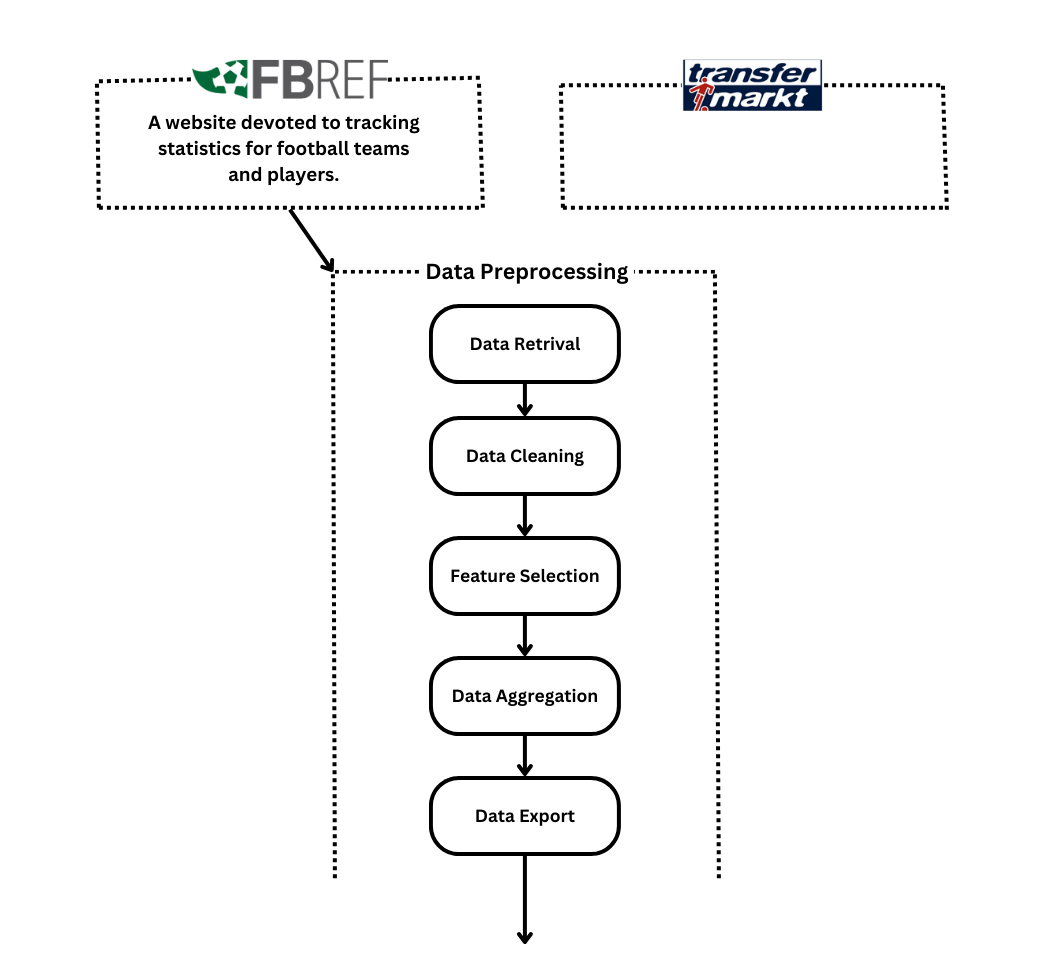 FBREF
A website devoted to tracking
statistics for football teams
and players.
transfer
markt
Data Preprocessing
Data Retrival
Data Cleaning
Feature Selection
Data Aggregation
Data Export